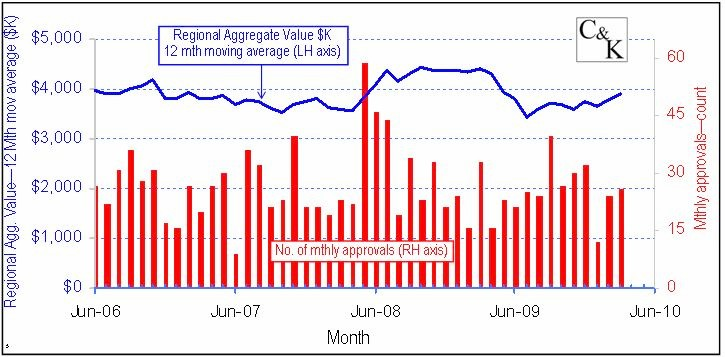 Regional Aggregate Value $K
12 mth moving average (LH axis)
C&K
Regional Agg. Value—12 Mth mov average ($K)
$5,000
$4,000
$3,000
$2,000
$1,000
$0
60
45
30
15
0
Mthly approvals—count
No. of mthly approvals (RH axis)
Jun-06
Jun-07
Jun-08
Jun-09
Jun-10
Month